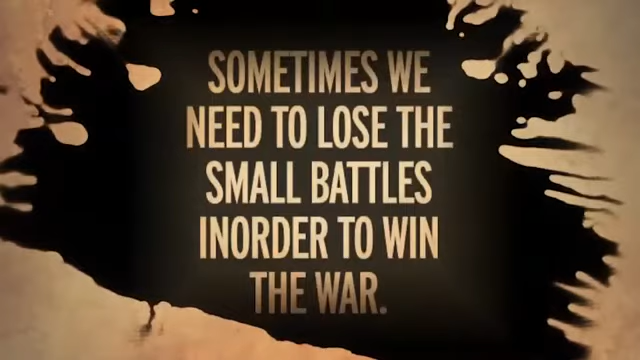 SOMETIMES WE
NEED TO LOSE THE
SMALL BATTLES
INORDER TO WIN
THE WAR.